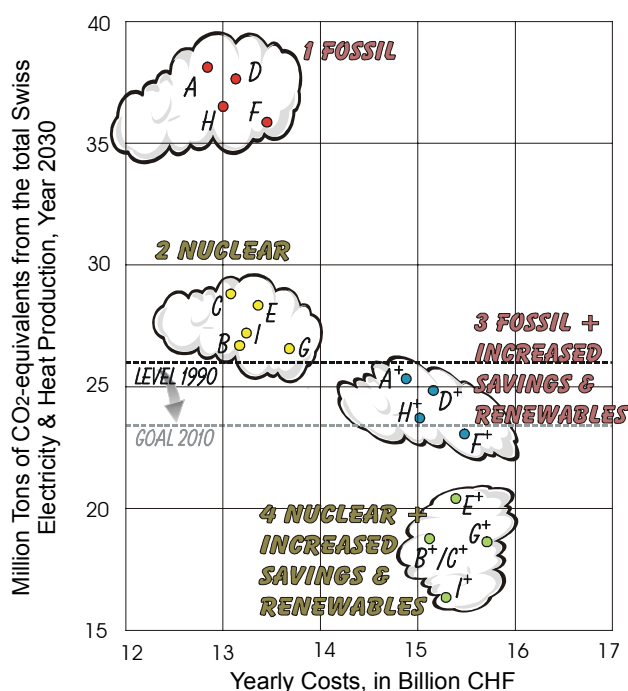 Million Tons of CO2-equivalents from the total Swiss
Electricity & Heat Production, Year 2030
40
35
30
25
20
15
1 FOSSIL
A
D
H
F
2 NUCLEAR
C
E
B
I
G
3 FOSSIL +
INCREASED
SAVINGS &
RENEWABLES
LEVEL 1990
GOAL 2010
A+
D+
H+
F+
4 NUCLEAR +
INCREASED
SAVINGS &
RENEWABLES
E+
G+
B+/C+
I+
12 13 14 15 16 17
Yearly Costs, in Billion CHF